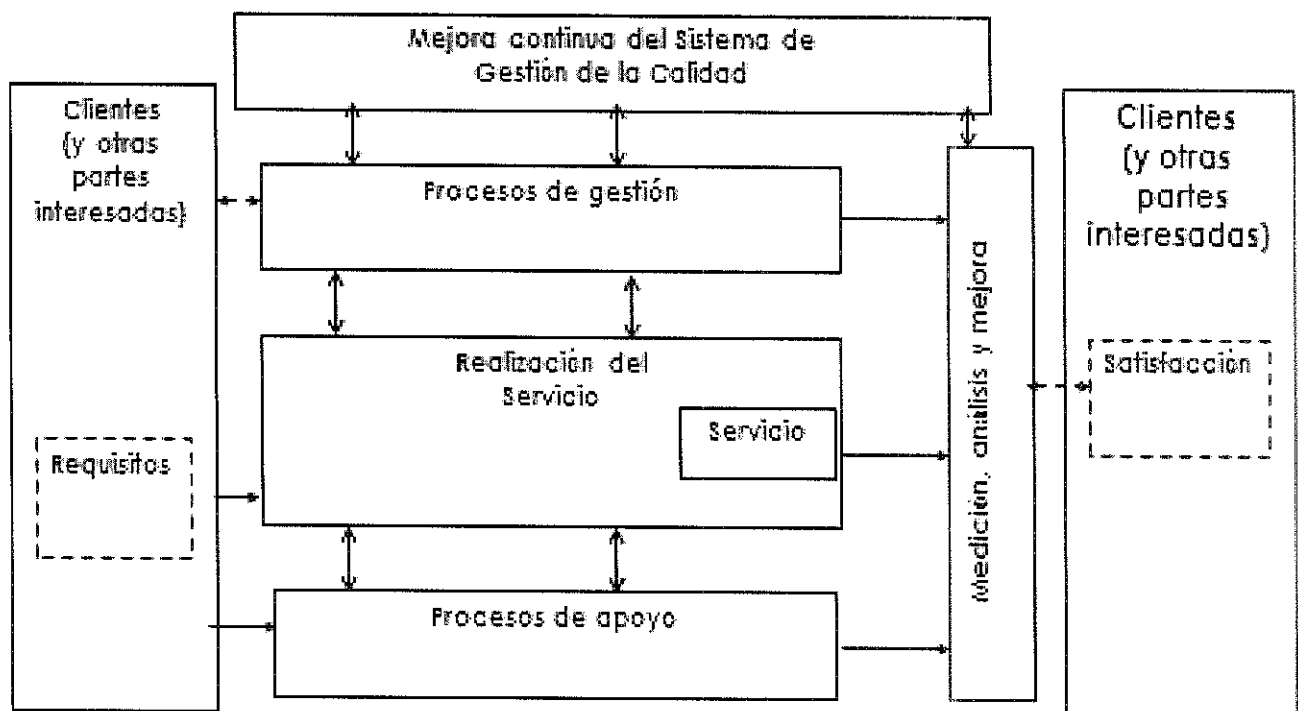 Mejora continua del Sistema de
Gestión de la Calidad
Clientes
(y otras
partes
interesadas)
Requisitos
Procesos de gestión
Realización del
Servicio
Servicio
Procesos de apoyo
Medición, análisis y mejora
Clientes
(y otras
partes
interesadas)
Satisfacción